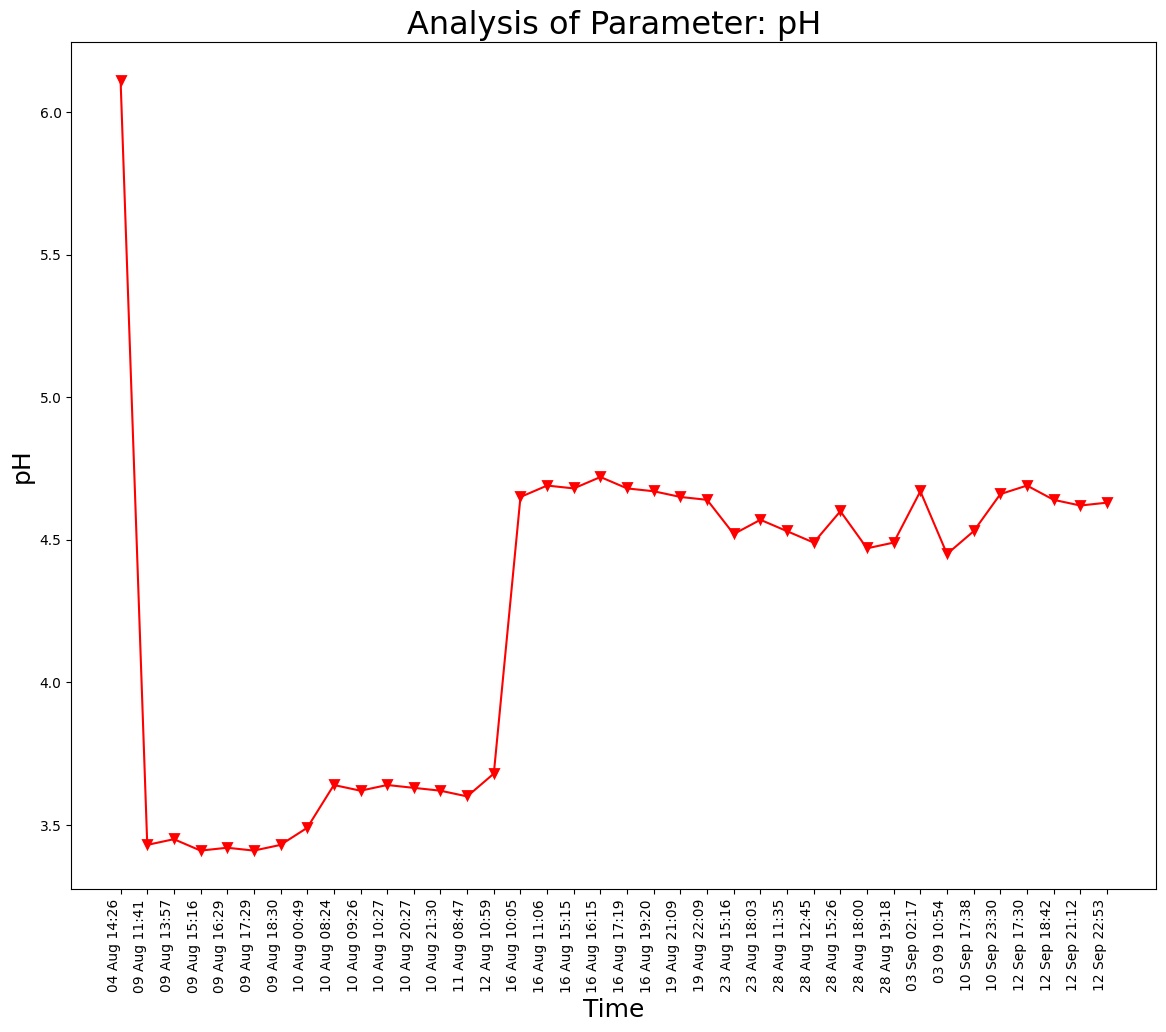 Analysis of Parameter: pH
6.0
5.5
5.0
4.5
4.0
3.5
pH
04 Aug 14:26
09 Aug 11:41
09 Aug 13:57
09 Aug 15:16
09 Aug 16:29
09 Aug 17:29
09 Aug 18:30
10 Aug 00:49
10 Aug 08:24
10 Aug 09:26
10 Aug 10:27
10 Aug 20:27
10 Aug 21:30
11 Aug 08:47
12 Aug 10:59
16 Aug 10:05
16 Aug 11:06
16 Aug 15:15
16 Aug 16:15
16 Aug 17:19
16 Aug 19:20
19 Aug 21:09
19 Aug 22:09
23 Aug 15:16
23 Aug 18:03
28 Aug 11:35
28 Aug 12:45
28 Aug 15:26
28 Aug 18:00
28 Aug 19:18
03 Sep 02:17
03 09 10:54
10 Sep 17:38
10 Sep 23:30
12 Sep 17:30
12 Sep 18:42
12 Sep 21:12
12 Sep 22:53
Time